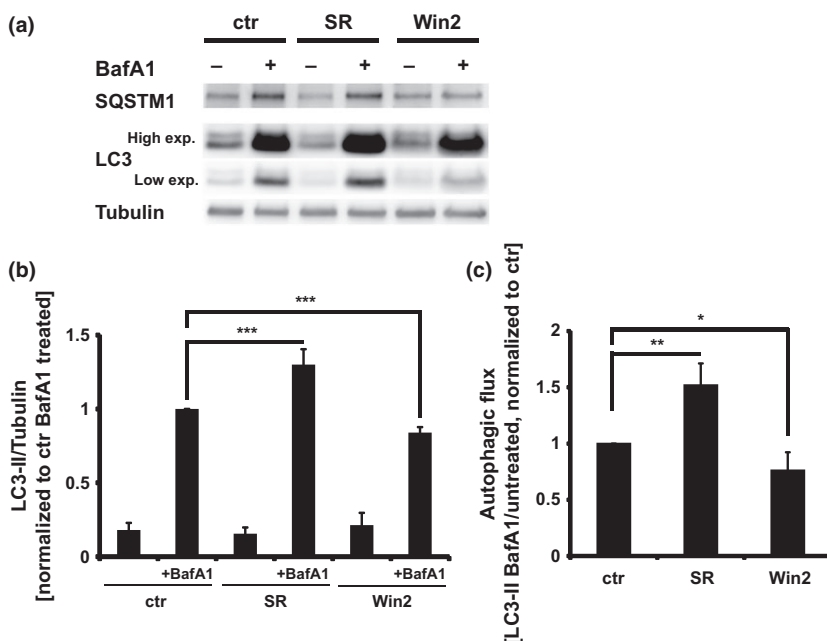 (a)
ctr SR Win2
BafA1 – + – + – +
SQSTM1
High exp.
LC3
Low exp.
Tubulin
(b)
LC3-II/Tubulin
[normalized to ctr BafA1 treated]
1.5
1
0.5
0
***
***
+BafA1 +BafA1 +BafA1
ctr SR Win2
(c)
Autophagic flux
[LC3-II BafA1/untreated, normalized to ctr]
2
1.5
1
0.5
0
*
**
ctr SR Win2